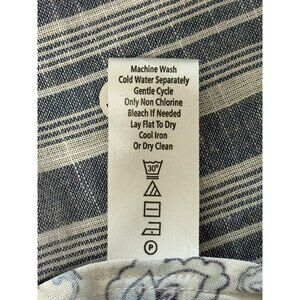 Machine Wash
Cold Water Separately
Gentle Cycle
Only Non Chlorine
Bleach If Needed
Lay Flat To Dry
Cool Iron
Or Dry Clean
30°
P